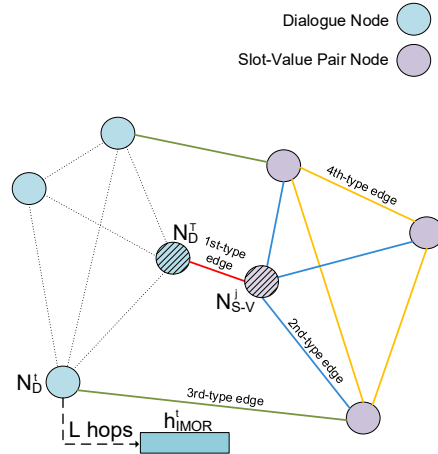 Dialogue Node
Slot-Value Pair Node
4th-type edge
N_D^T
1st-type
edge
N_S-V^j
2nd-type edge
N_D^t
3rd-type edge
L hops
h_IMOR^t